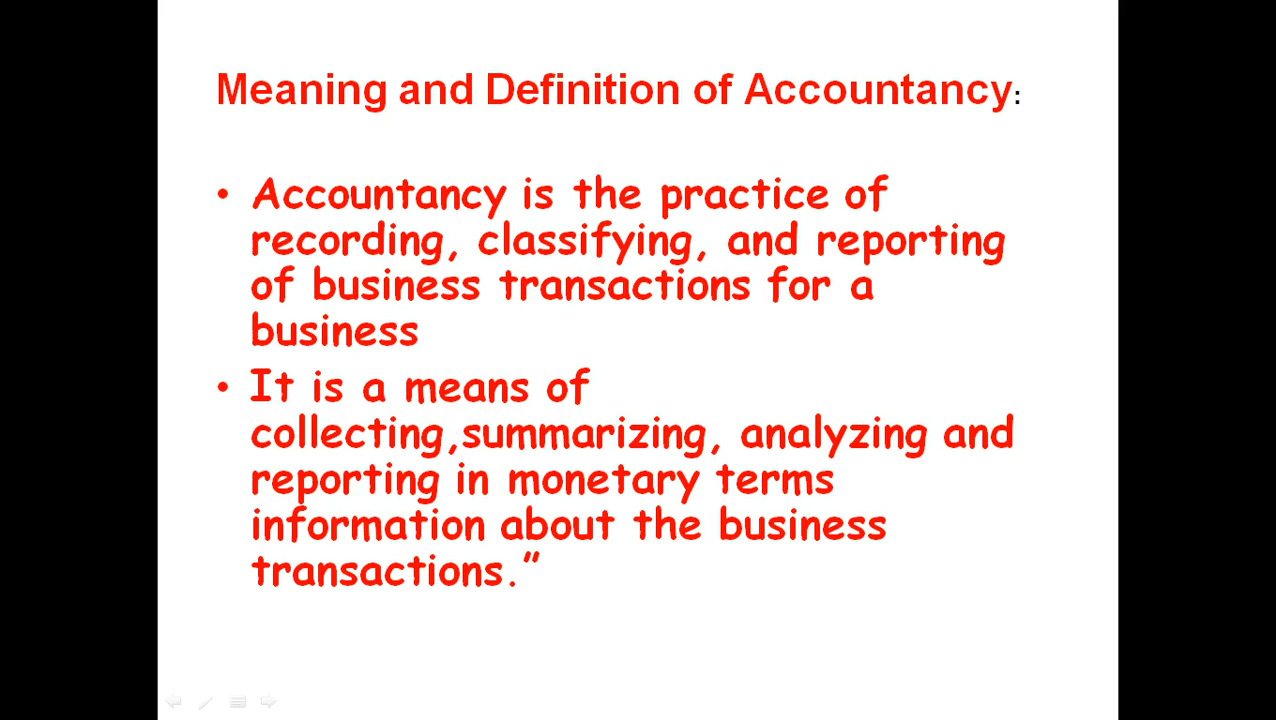 Meaning and Definition of Accountancy:
• Accountancy is the practice of
recording, classifying, and reporting
of business transactions for a
business
• It is a means of
collecting,summarizing, analyzing and
reporting in monetary terms
information about the business
transactions.”